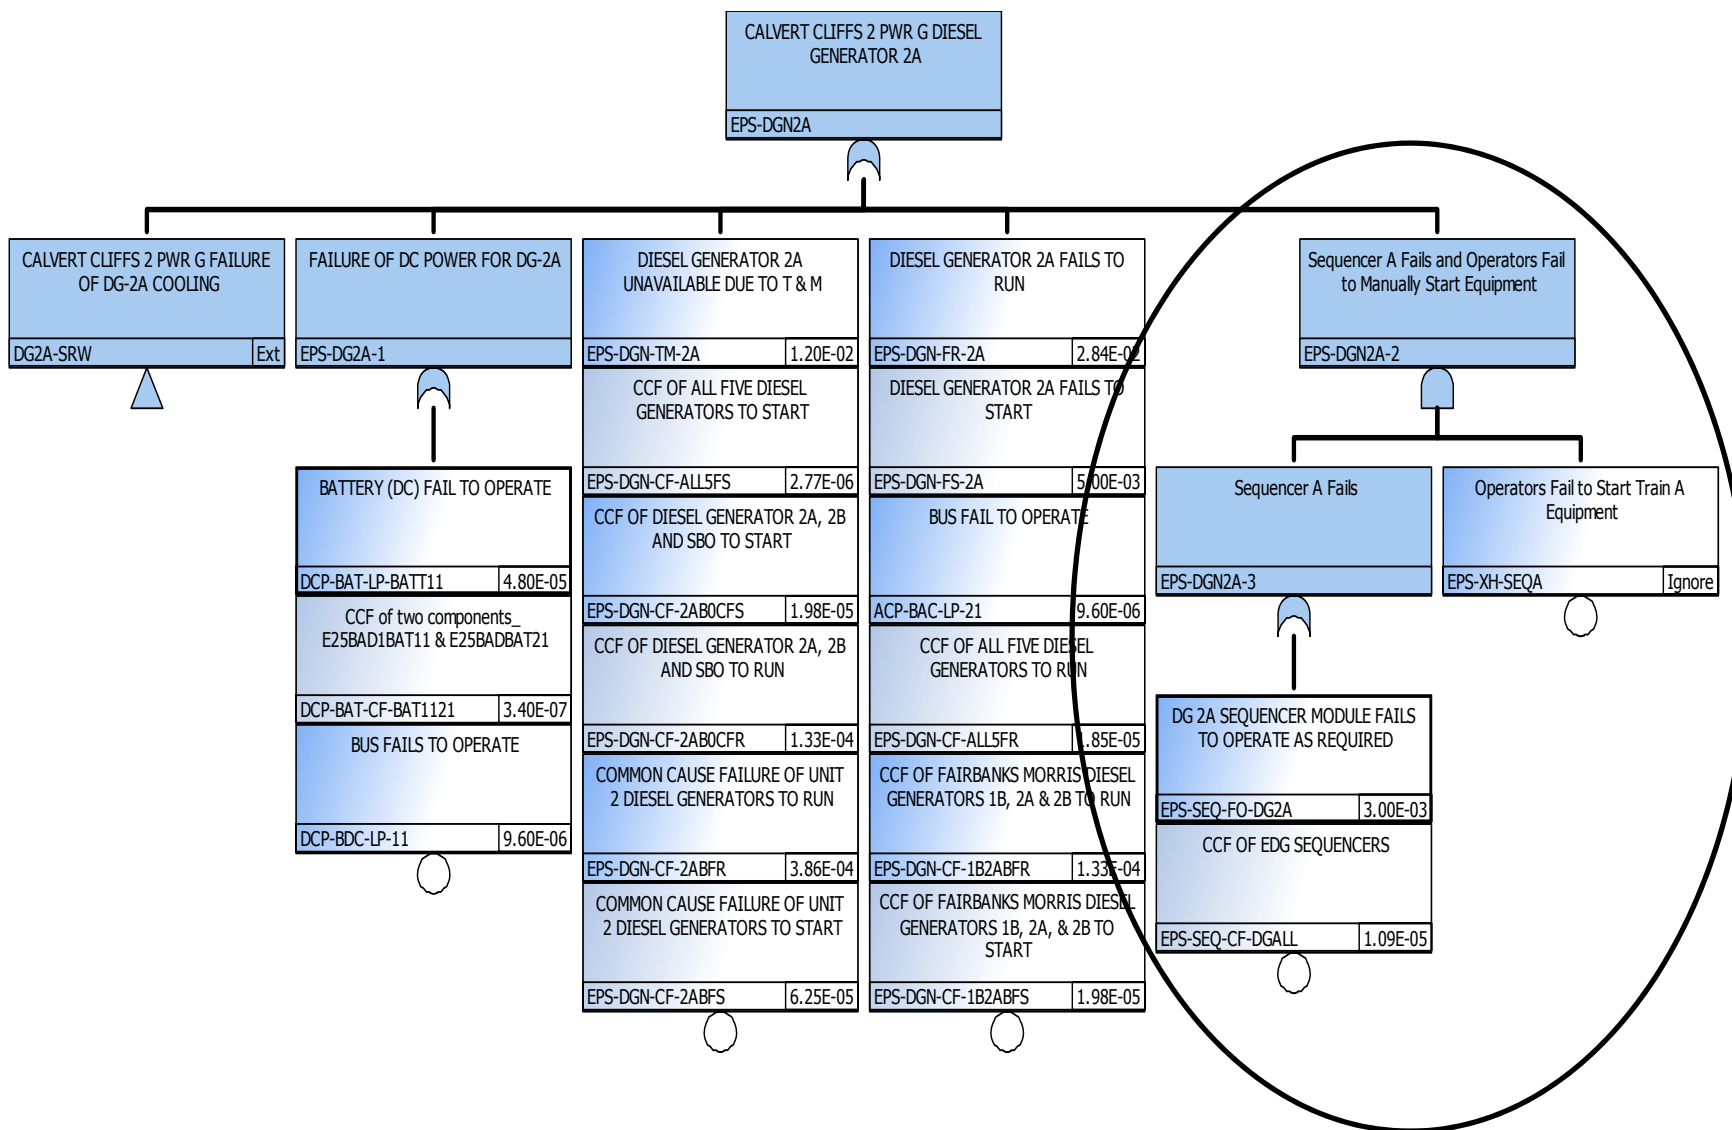 CALVERT CLIFFS 2 PWR G DIESEL
GENERATOR 2A
EPS-DGN2A
CALVERT CLIFFS 2 PWR G FAILURE
OF DG-2A COOLING
DG2A-SRW
Ext
FAILURE OF DC POWER FOR DG-2A
EPS-DG2A-1
BATTERY (DC) FAIL TO OPERATE
DCP-BAT-LP-BATT11
4.80E-05
CCF of two components_
E25BAD1BAT11 & E25BADBAT21
DCP-BAT-CF-BAT1121
3.40E-07
BUS FAILS TO OPERATE
DCP-BDC-LP-11
9.60E-06
DIESEL GENERATOR 2A
UNAVAILABLE DUE TO T & M
EPS-DGN-TM-2A
1.20E-02
CCF OF ALL FIVE DIESEL
GENERATORS TO START
EPS-DGN-CF-ALL5FS
2.77E-06
CCF OF DIESEL GENERATOR 2A, 2B
AND SBO TO START
EPS-DGN-CF-2AB0CFS
1.98E-05
CCF OF DIESEL GENERATOR 2A, 2B
AND SBO TO RUN
EPS-DGN-CF-2AB0CFR
1.33E-04
COMMON CAUSE FAILURE OF UNIT
2 DIESEL GENERATORS TO RUN
EPS-DGN-CF-2ABFR
3.86E-04
COMMON CAUSE FAILURE OF UNIT
2 DIESEL GENERATORS TO START
EPS-DGN-CF-2ABFS
6.25E-05
DIESEL GENERATOR 2A FAILS TO
RUN
EPS-DGN-FR-2A
2.84E-02
DIESEL GENERATOR 2A FAILS TO
START
EPS-DGN-FS-2A
5.00E-03
BUS FAIL TO OPERATE
ACP-BAC-LP-21
9.60E-06
CCF OF ALL FIVE DIESEL
GENERATORS TO RUN
EPS-DGN-CF-ALL5FR
1.85E-05
CCF OF FAIRBANKS MORRIS DIESEL
GENERATORS 1B, 2A & 2B TO RUN
EPS-DGN-CF-1B2ABFR
1.33E-04
CCF OF FAIRBANKS MORRIS DIESEL
GENERATORS 1B, 2A, & 2B TO
START
EPS-DGN-CF-1B2ABFS
1.98E-05
Sequencer A Fails and Operators Fail
to Manually Start Equipment
EPS-DGN2A-2
Sequencer A Fails
EPS-DGN2A-3
DG 2A SEQUENCER MODULE FAILS
TO OPERATE AS REQUIRED
EPS-SEQ-FO-DG2A
3.00E-03
CCF OF EDG SEQUENCERS
EPS-SEQ-CF-DGALL
1.09E-05
Operators Fail to Start Train A
Equipment
EPS-XH-SEQA
Ignore